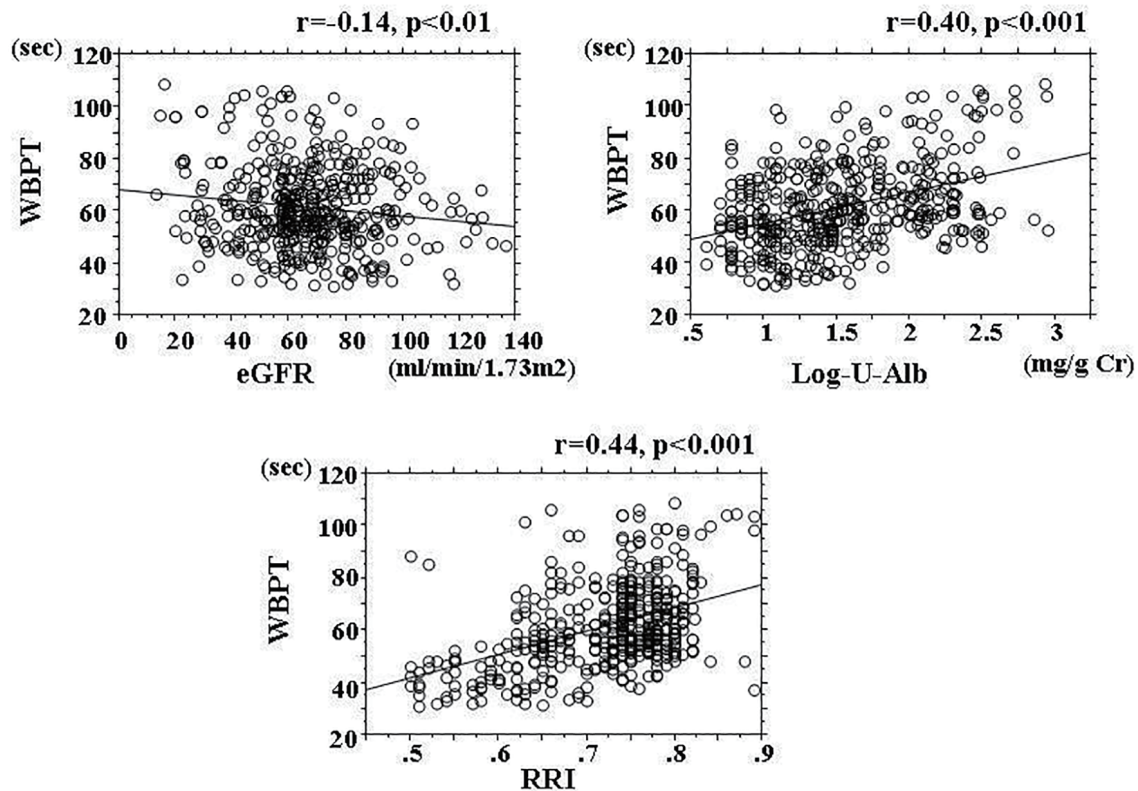 r=-0.14, p<0.01
(sec)
120
100
80
60
40
20
WBPT
0 20 40 60 80 100 120 140
eGFR
(ml/min/1.73m2)
r=0.40, p<0.001
(sec)
120
100
80
60
40
20
WBPT
.5 1 1.5 2 2.5 3
Log-U-Alb
(mg/g Cr)
r=0.44, p<0.001
(sec)
120
100
80
60
40
20
WBPT
.5 .6 .7 .8 .9
RRI